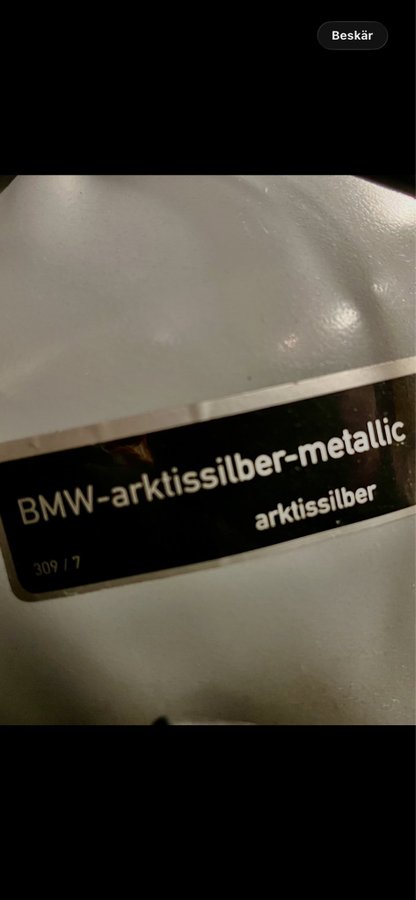 Beskär
BMW-arktissilber-metallic
arktissilber
309 / 7